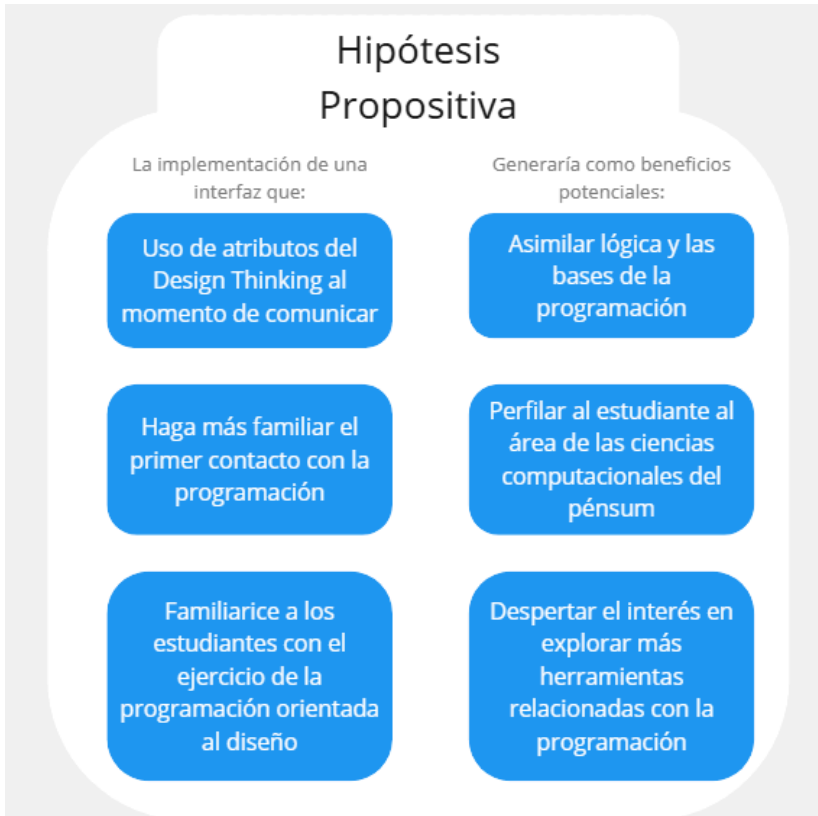 Hipótesis
Propositiva
La implementación de una
interfaz que:
Uso de atributos del
Design Thinking al
momento de comunicar
Haga más familiar el
primer contacto con la
programación
Familiarice a los
estudiantes con el
ejercicio de la
programación orientada
al diseño
Generaría como beneficios
potenciales:
Asimilar lógica y las
bases de la
programación
Perfilar al estudiante al
área de las ciencias
computacionales del
pénsum
Despertar el interés en
explorar más
herramientas
relacionadas con la
programación